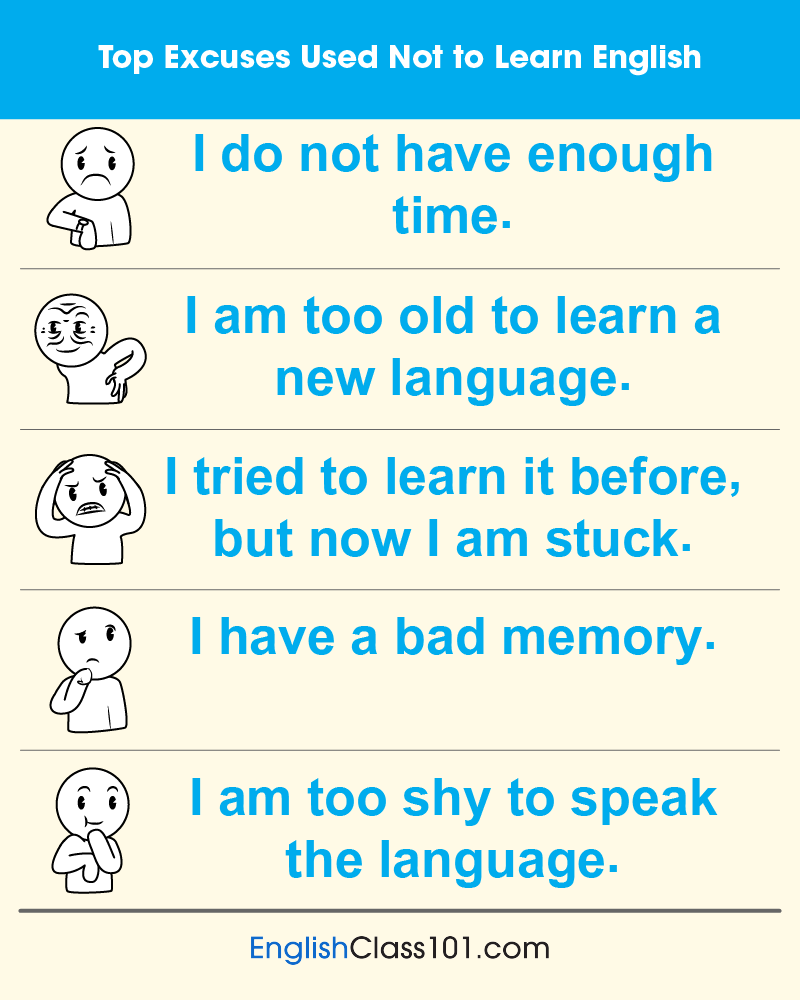 Top Excuses Used Not to Learn English
I do not have enough
time.
I am too old to learn a
new language.
I tried to learn it before,
but now I am stuck.
I have a bad memory.
I am too shy to speak
the language.
EnglishClass101.com